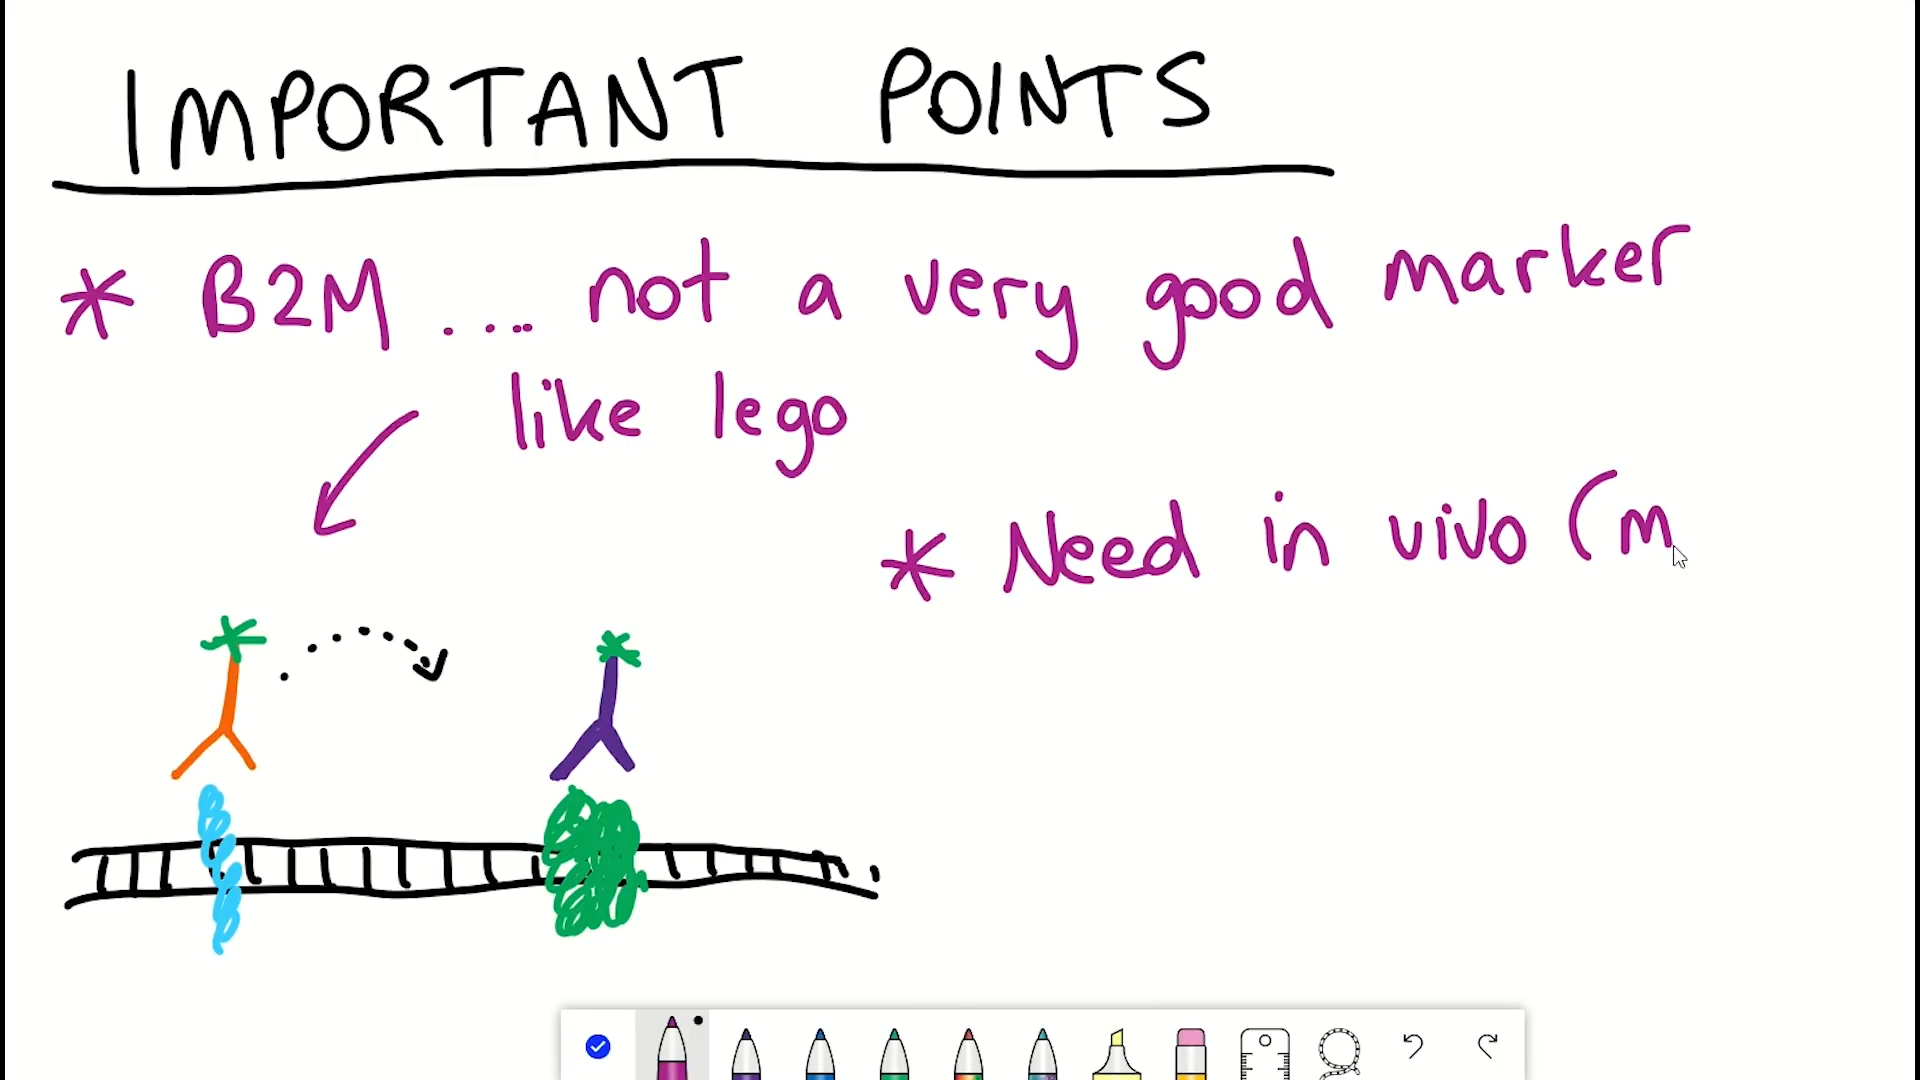 IMPORTANT POINTS
* B2M .... not a very good marker
like lego
* Need in vivo (m